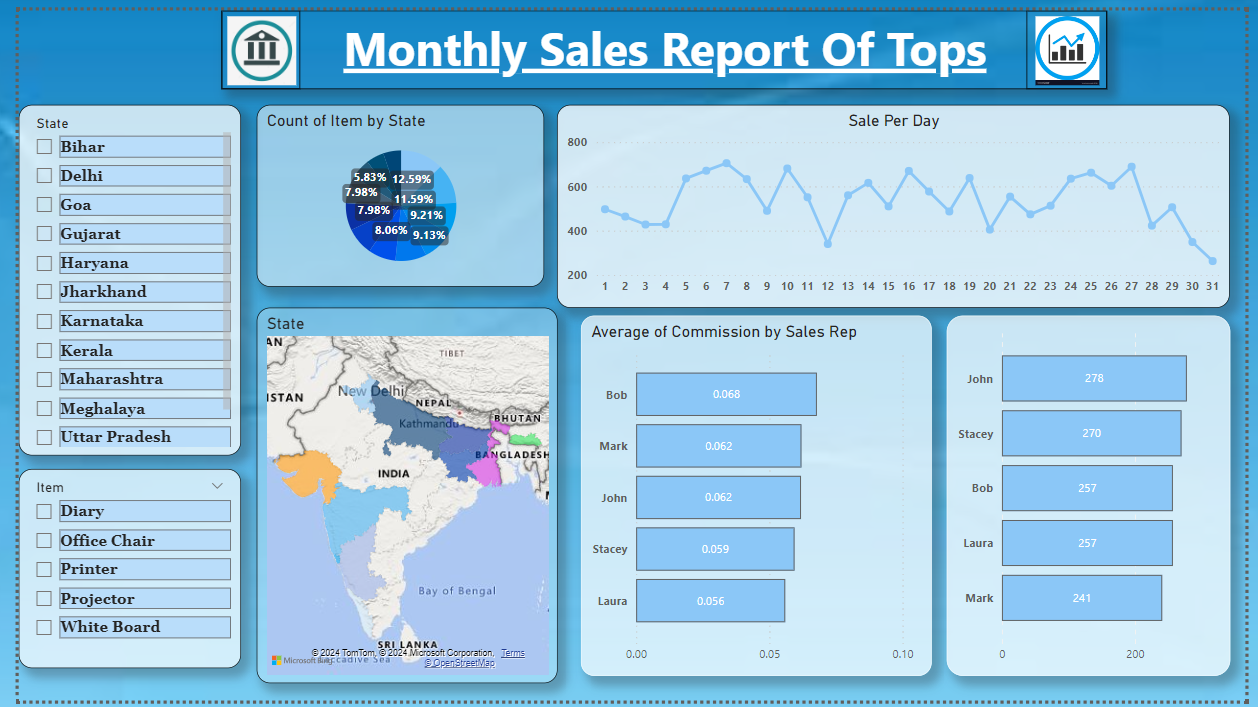 Monthly Sales Report Of Tops
State
Bihar
Delhi
Goa
Gujarat
Haryana
Jharkhand
Karnataka
Kerala
Maharashtra
Meghalaya
Uttar Pradesh
Item
Diary
Office Chair
Printer
Projector
White Board
Count of Item by State
5.83%
12.59%
7.98%
11.59%
7.98%
9.21%
8.06%
9.13%
State
AN
TIBET
ISTAN
New Delhi
NEPAL
Kathmandu
BHUTAN
BANGLADESH
INDIA
Bay of Bengal
SRI LANKA
© 2024 TomTom, © 2024 Microsoft Corporation, Terms
Microsoft Bing
Laccadive Sea
© OpenStreetMap
Sale Per Day
800
600
400
200
1 2 3 4 5 6 7 8 9 10 11 12 13 14 15 16 17 18 19 20 21 22 23 24 25 26 27 28 29 30 31
Average of Commission by Sales Rep
Bob 0.068
Mark 0.062
John 0.062
Stacey 0.059
Laura 0.056
0.00 0.05 0.10
John 278
Stacey 270
Bob 257
Laura 257
Mark 241
0 200